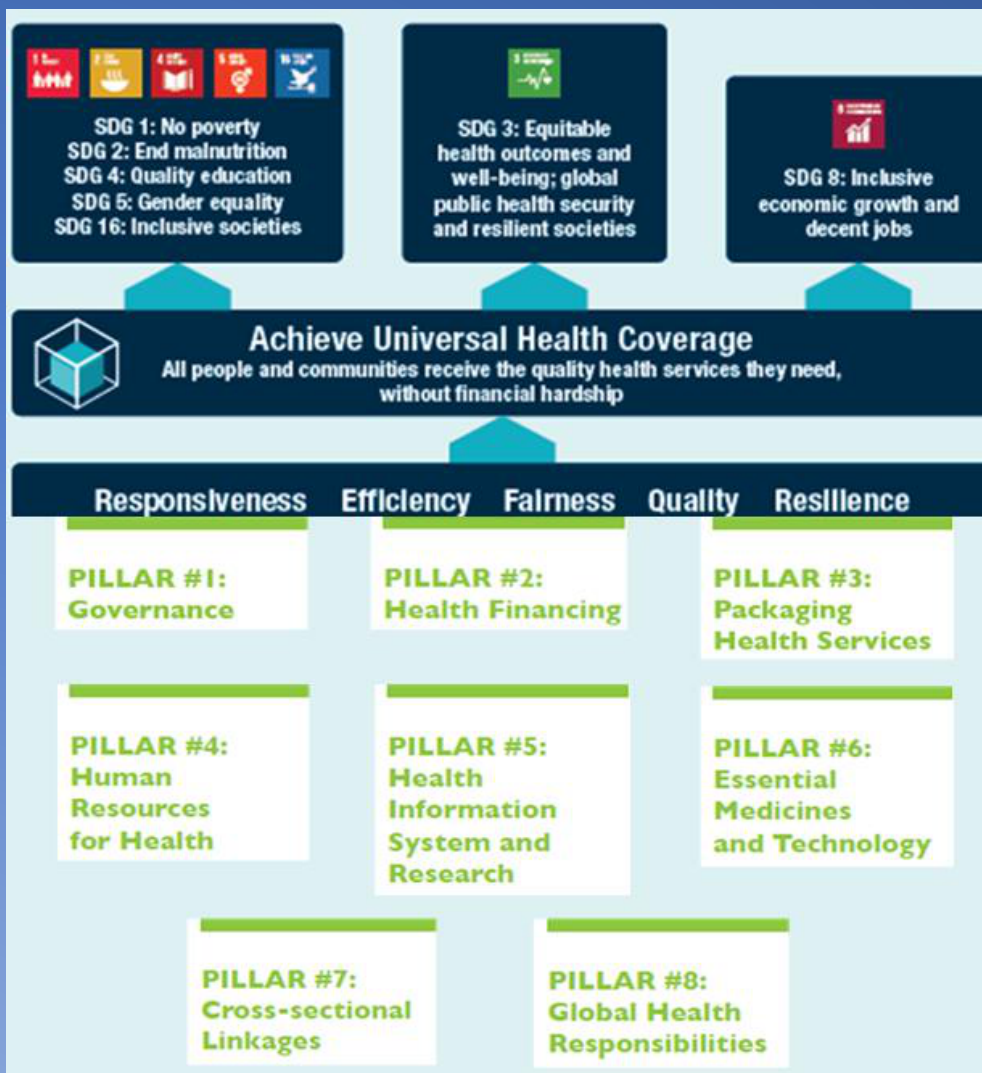 SDG 1: No poverty
SDG 2: End malnutrition
SDG 4: Quality education
SDG 5: Gender equality
SDG 16: Inclusive societies
SDG 3: Equitable
health outcomes and
well-being; global
public health security
and resilient societies
SDG 8: Inclusive
economic growth and
decent jobs
Achieve Universal Health Coverage
All people and communities receive the quality health services they need,
without financial hardship
Responsiveness Efficiency Fairness Quality Resilience
PILLAR #1:
Governance
PILLAR #2:
Health Financing
PILLAR #3:
Packaging
Health Services
PILLAR #4:
Human
Resources
for Health
PILLAR #5:
Health
Information
System and
Research
PILLAR #6:
Essential
Medicines
and Technology
PILLAR #7:
Cross-sectional
Linkages
PILLAR #8:
Global Health
Responsibilities